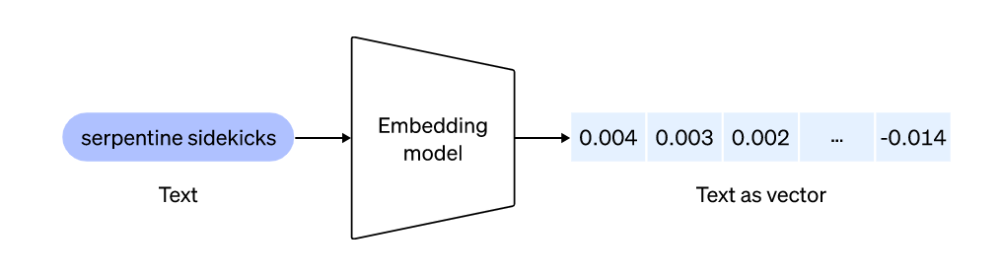 serpentine sidekicks
Embedding
model
0.004 0.003 0.002 ... -0.014
Text
Text as vector